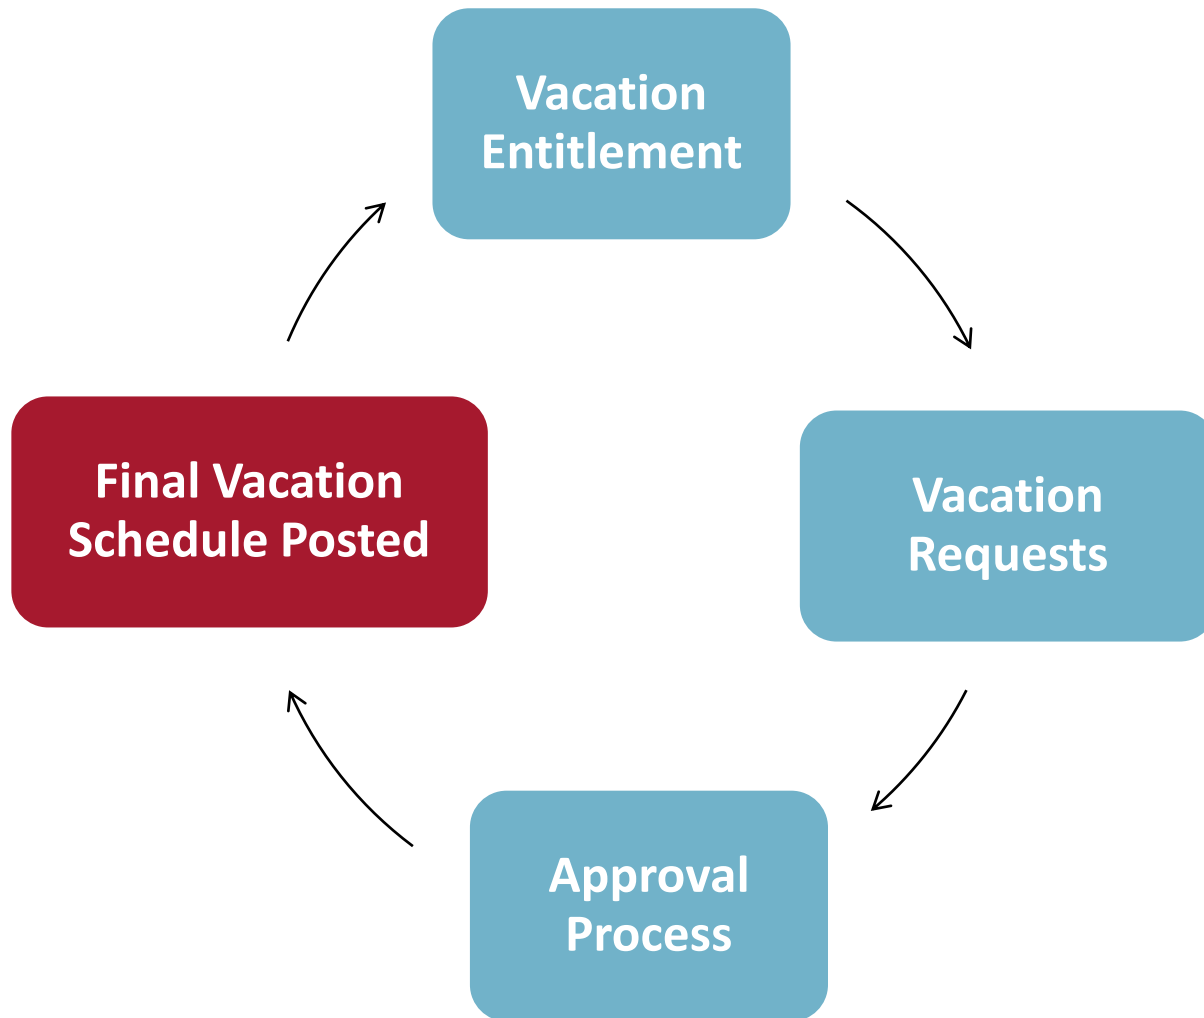 Vacation
Entitlement
Vacation
Requests
Approval
Process
Final Vacation
Schedule Posted